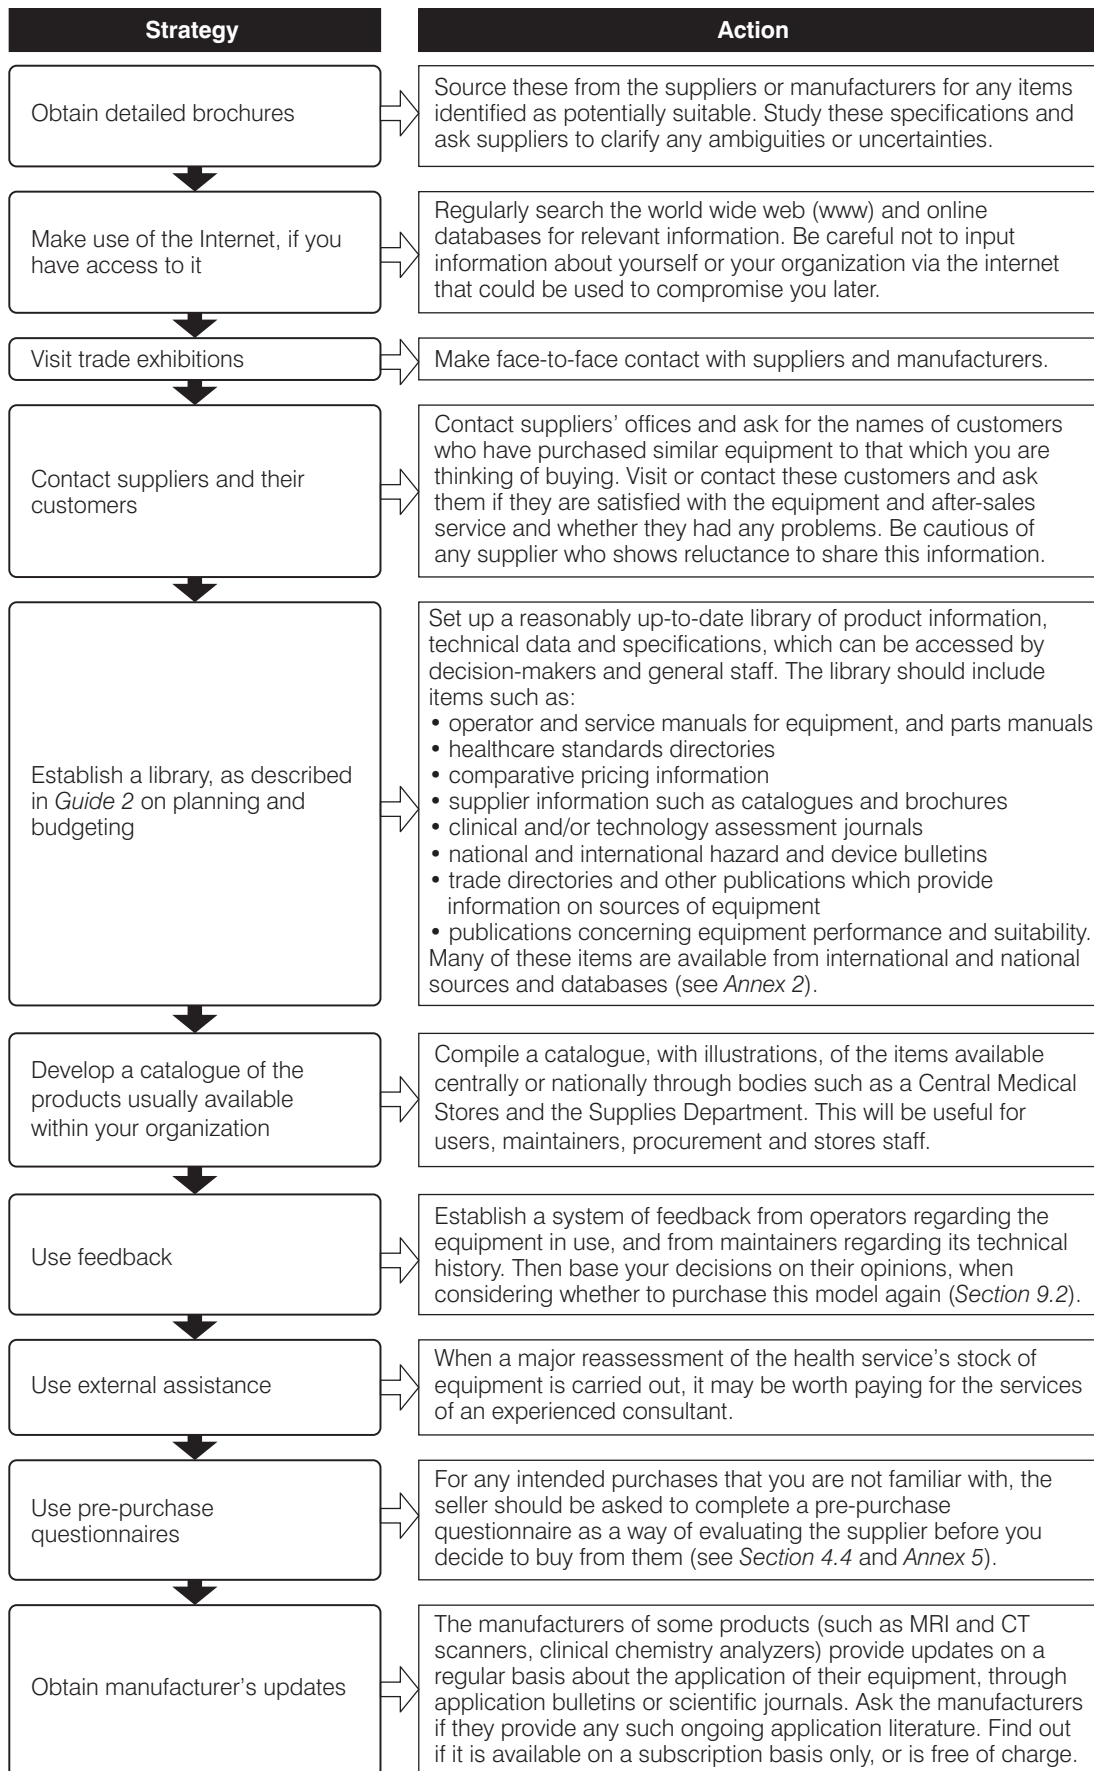 Strategy
Action
Obtain detailed brochures
Source these from the suppliers or manufacturers for any items
identified as potentially suitable. Study these specifications and
ask suppliers to clarify any ambiguities or uncertainties.
Make use of the Internet, if you
have access to it
Regularly search the world wide web (www) and online
databases for relevant information. Be careful not to input
information about yourself or your organization via the internet
that could be used to compromise you later.
Visit trade exhibitions
Make face-to-face contact with suppliers and manufacturers.
Contact suppliers and their
customers
Contact suppliers’ offices and ask for the names of customers
who have purchased similar equipment to that which you are
thinking of buying. Visit or contact these customers and ask
them if they are satisfied with the equipment and after-sales
service and whether they had any problems. Be cautious of
any supplier who shows reluctance to share this information.
Establish a library, as described
in Guide 2 on planning and
budgeting
Set up a reasonably up-to-date library of product information,
technical data and specifications, which can be accessed by
decision-makers and general staff. The library should include
items such as:
• operator and service manuals for equipment, and parts manuals
• healthcare standards directories
• comparative pricing information
• supplier information such as catalogues and brochures
• clinical and/or technology assessment journals
• national and international hazard and device bulletins
• trade directories and other publications which provide
information on sources of equipment
• publications concerning equipment performance and suitability.
Many of these items are available from international and national
sources and databases (see Annex 2).
Develop a catalogue of the
products usually available
within your organization
Compile a catalogue, with illustrations, of the items available
centrally or nationally through bodies such as a Central Medical
Stores and the Supplies Department. This will be useful for
users, maintainers, procurement and stores staff.
Use feedback
Establish a system of feedback from operators regarding the
equipment in use, and from maintainers regarding its technical
history. Then base your decisions on their opinions, when
considering whether to purchase this model again (Section 9.2).
Use external assistance
When a major reassessment of the health service’s stock of
equipment is carried out, it may be worth paying for the services
of an experienced consultant.
Use pre-purchase
questionnaires
For any intended purchases that you are not familiar with, the
seller should be asked to complete a pre-purchase
questionnaire as a way of evaluating the supplier before you
decide to buy from them (see Section 4.4 and Annex 5).
Obtain manufacturer’s updates
The manufacturers of some products (such as MRI and CT
scanners, clinical chemistry analyzers) provide updates on a
regular basis about the application of their equipment, through
application bulletins or scientific journals. Ask the manufacturers
if they provide any such ongoing application literature. Find out
if it is available on a subscription basis only, or is free of charge.